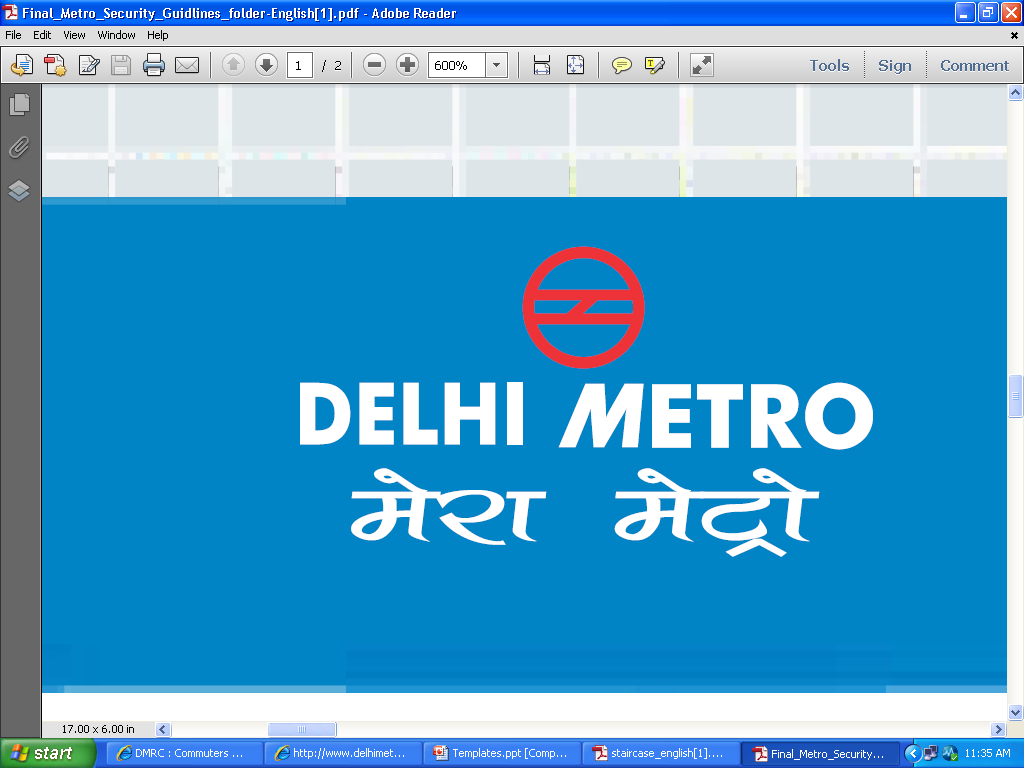 Final_Metro_Security_Guidlines_folder-English[1].pdf - Adobe Reader
File Edit View Window Help
1 / 2 600% Tools Sign Comment
DELHI METRO
मेरा मेट्रो
17.00 x 6.00 in
start DMRC : Commuters ... http://www.delhimet... Templates.ppt [Comp... staircase_english[1].... Final_Metro_Security... 11:35 AM